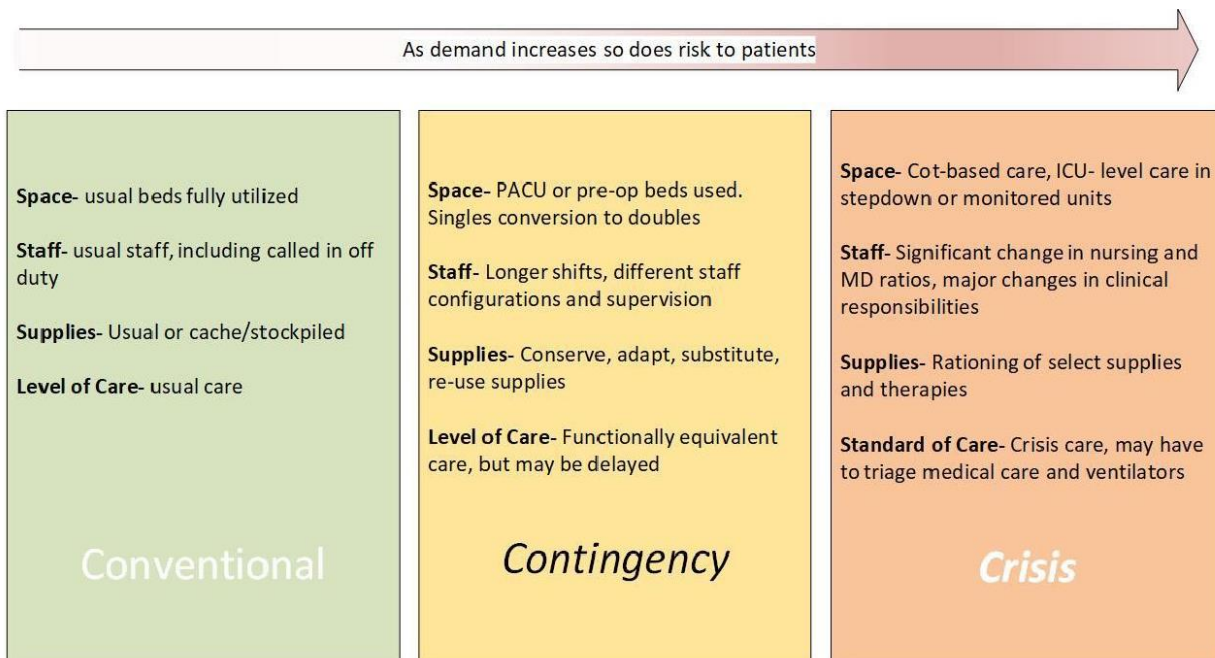 As demand increases so does risk to patients
Space- usual beds fully utilized
Staff- usual staff, including called in off
duty
Supplies- Usual or cache/stockpiled
Level of Care- usual care
Conventional
Space- PACU or pre-op beds used.
Singles conversion to doubles
Staff- Longer shifts, different staff
configurations and supervision
Supplies- Conserve, adapt, substitute,
re-use supplies
Level of Care- Functionally equivalent
care, but may be delayed
Contingency
Space- Cot-based care, ICU- level care in
stepdown or monitored units
Staff- Significant change in nursing and
MD ratios, major changes in clinical
responsibilities
Supplies- Rationing of select supplies
and therapies
Standard of Care- Crisis care, may have
to triage medical care and ventilators
Crisis